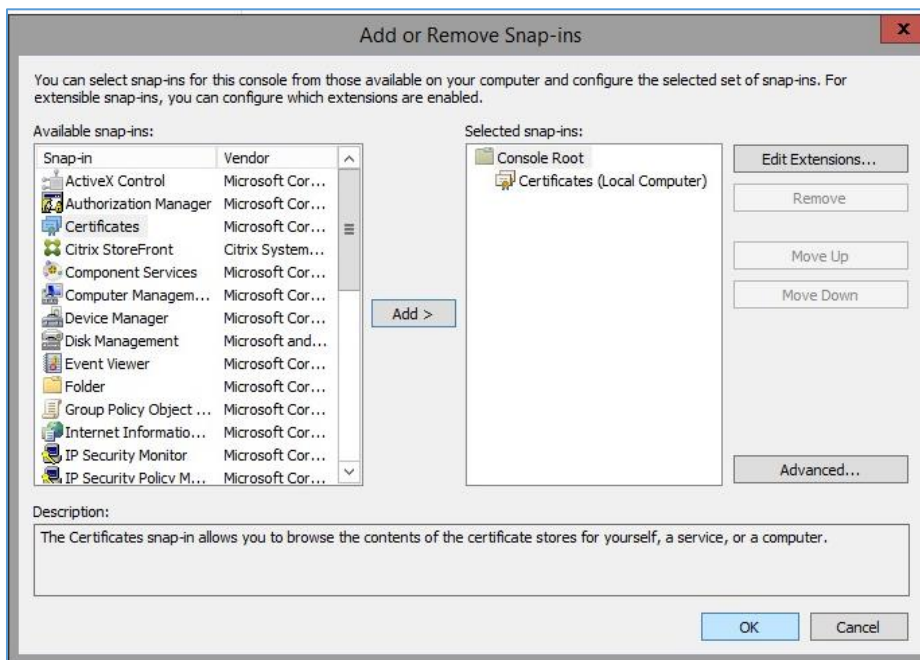 Add or Remove Snap-ins
x
You can select snap-ins for this console from those available on your computer and configure the selected set of snap-ins. For
extensible snap-ins, you can configure which extensions are enabled.
Available snap-ins:
Snap-in Vendor
ActiveX Control Microsoft Cor...
Authorization Manager Microsoft Cor...
Certificates Microsoft Cor...
Citrix StoreFront Citrix System...
Component Services Microsoft Cor...
Computer Managem... Microsoft Cor...
Device Manager Microsoft Cor...
Disk Management Microsoft and...
Event Viewer Microsoft Cor...
Folder Microsoft Cor...
Group Policy Object ... Microsoft Cor...
Internet Informatio... Microsoft Cor...
IP Security Monitor Microsoft Cor...
IP Security Policy M... Microsoft Cor...
Add >
Selected snap-ins:
Console Root
Certificates (Local Computer)
Edit Extensions...
Remove
Move Up
Move Down
Advanced...
Description:
The Certificates snap-in allows you to browse the contents of the certificate stores for yourself, a service, or a computer.
OK
Cancel